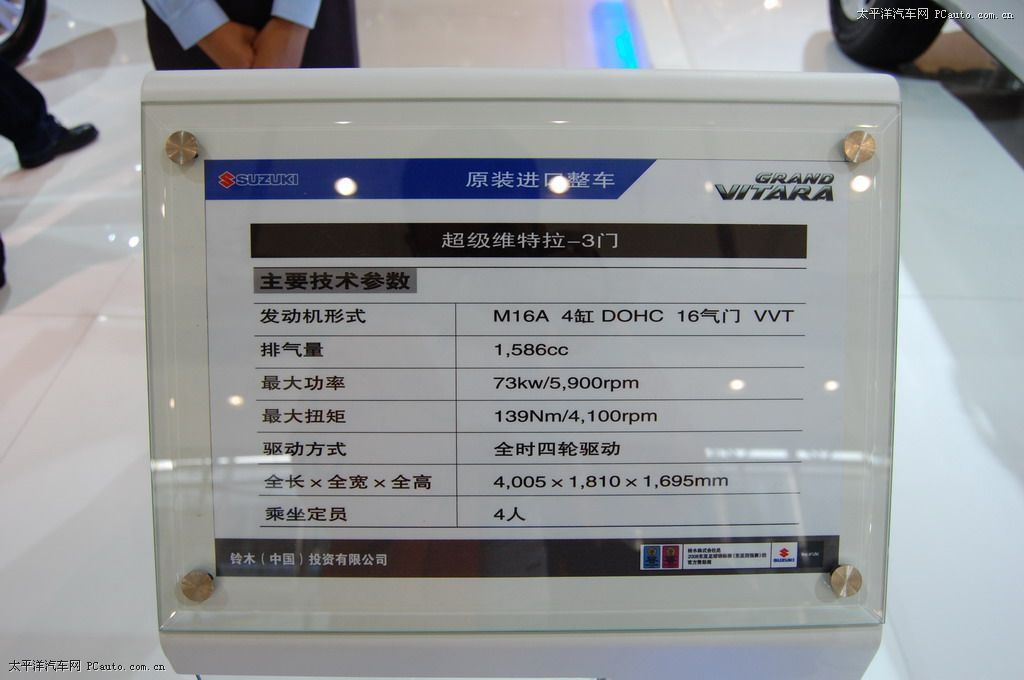 太平洋汽车网 PCauto.com.cn
SUZUKI 原装进口整车 GRAND VITARA
超级维特拉-3门
主要技术参数
发动机形式 M16A 4缸 DOHC 16气门 VVT
排气量 1,586cc
最大功率 73kw/5,900rpm
最大扭矩 139Nm/4,100rpm
驱动方式 全时四轮驱动
全长×全宽×全高 4,005×1,810×1,695mm
乘坐定员 4人
铃木（中国）投资有限公司
SUZUKI
太平洋汽车网 PCauto.com.cn